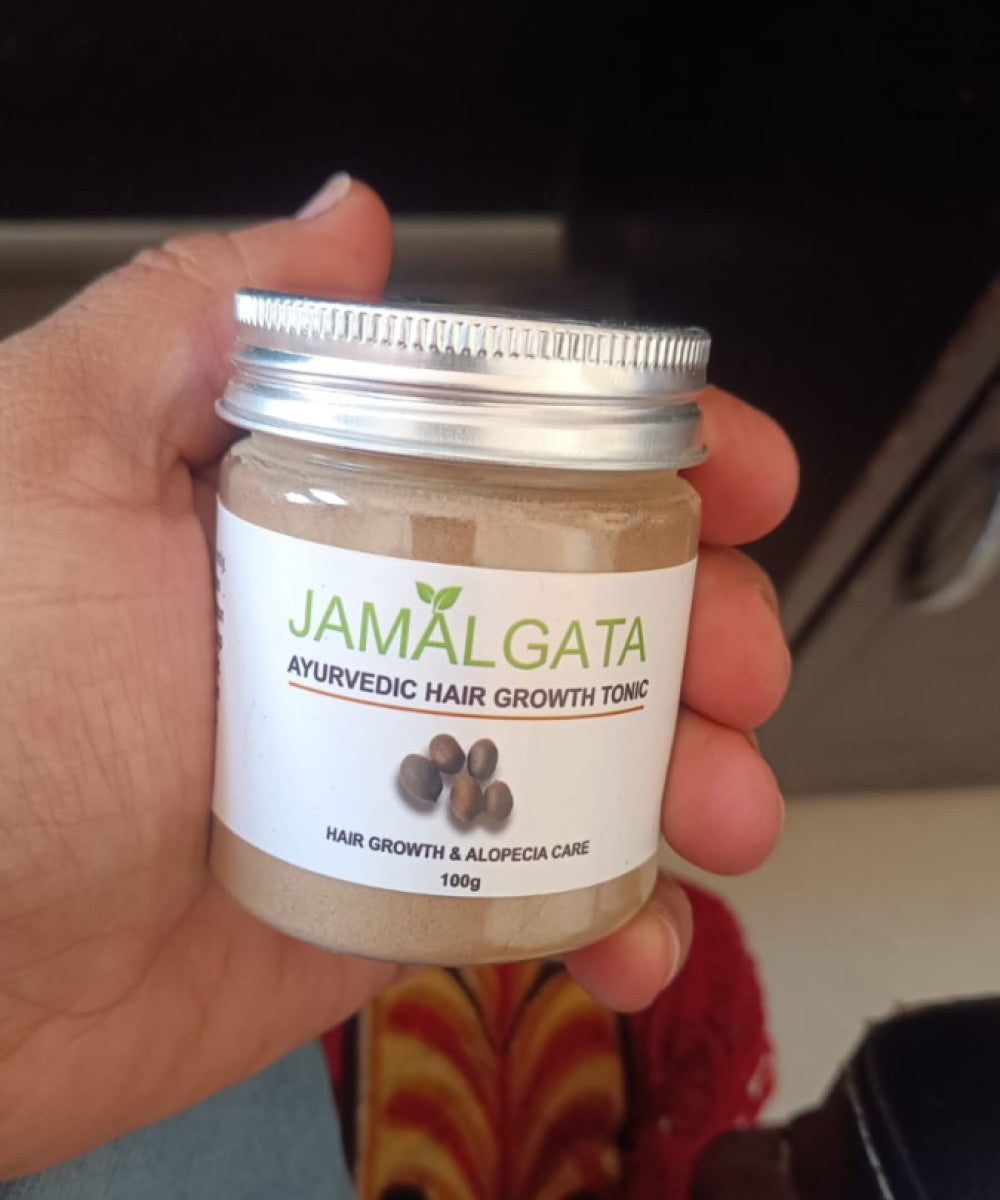 JAMALGATA
AYURVEDIC HAIR GROWTH TONIC
HAIR GROWTH & ALOPECIA CARE
100g